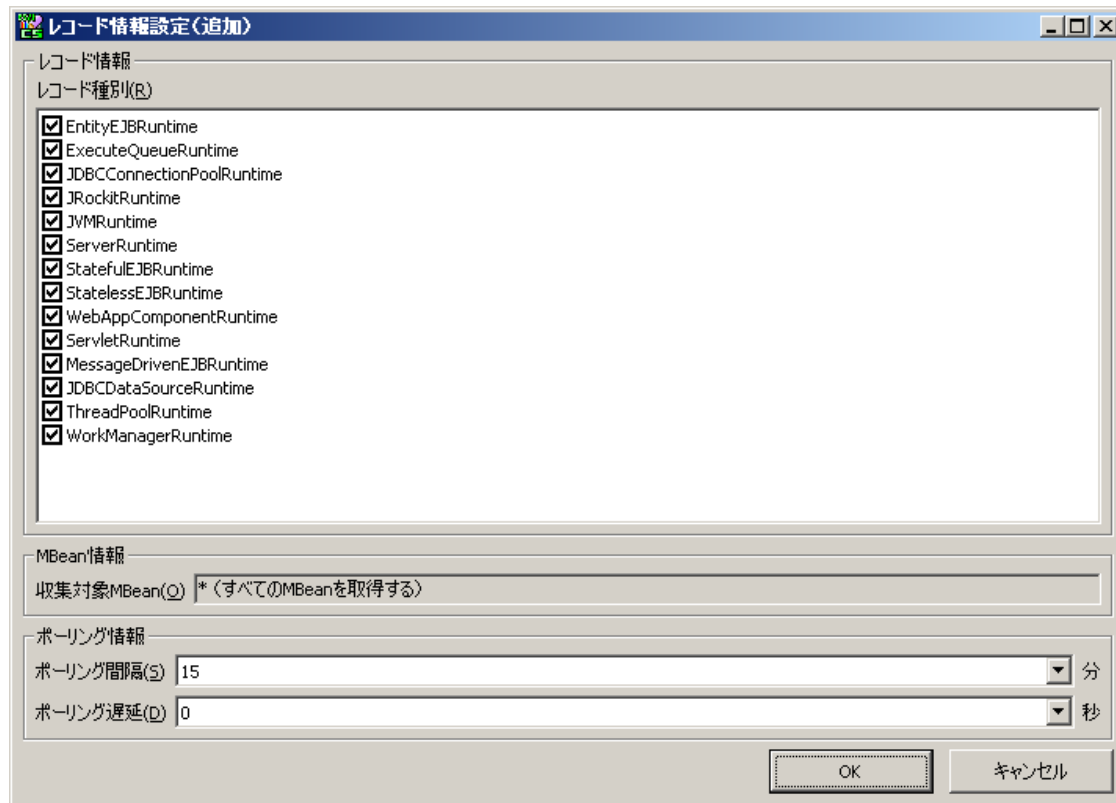 レコード情報設定(追加)
レコード情報
レコード種別(R)
EntityEJBRuntime
ExecuteQueueRuntime
JDBCConnectionPoolRuntime
JRockitRuntime
JVMRuntime
ServerRuntime
StatefulEJBRuntime
StatelessEJBRuntime
WebAppComponentRuntime
ServletRuntime
MessageDrivenEJBRuntime
JDBCDataSourceRuntime
ThreadPoolRuntime
WorkManagerRuntime
MBean情報
収集対象MBean(O) * (すべてのMBeanを取得する)
ポーリング情報
ポーリング間隔(S) 15 分
ポーリング遅延(D) 0 秒
OK キャンセル